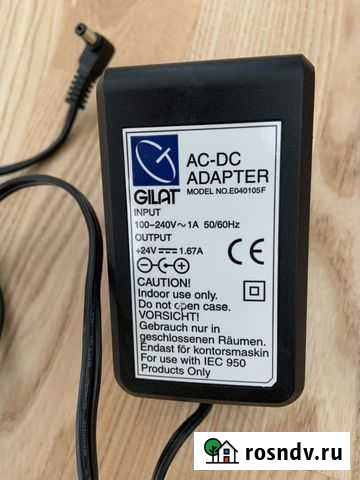 AC-DC
ADAPTER
GILAT
MODEL NO.E040105F
INPUT
100-240V～1A 50/60Hz
OUTPUT
+24V⎓1.67A
CAUTION!
Indoor use only.
Do not open case.
VORSICHT!
Gebrauch nur in
geschlossenen Räumen.
Endast för kontorsmaskin
For use with IEC 950
Products Only
CE
rosndv.ru